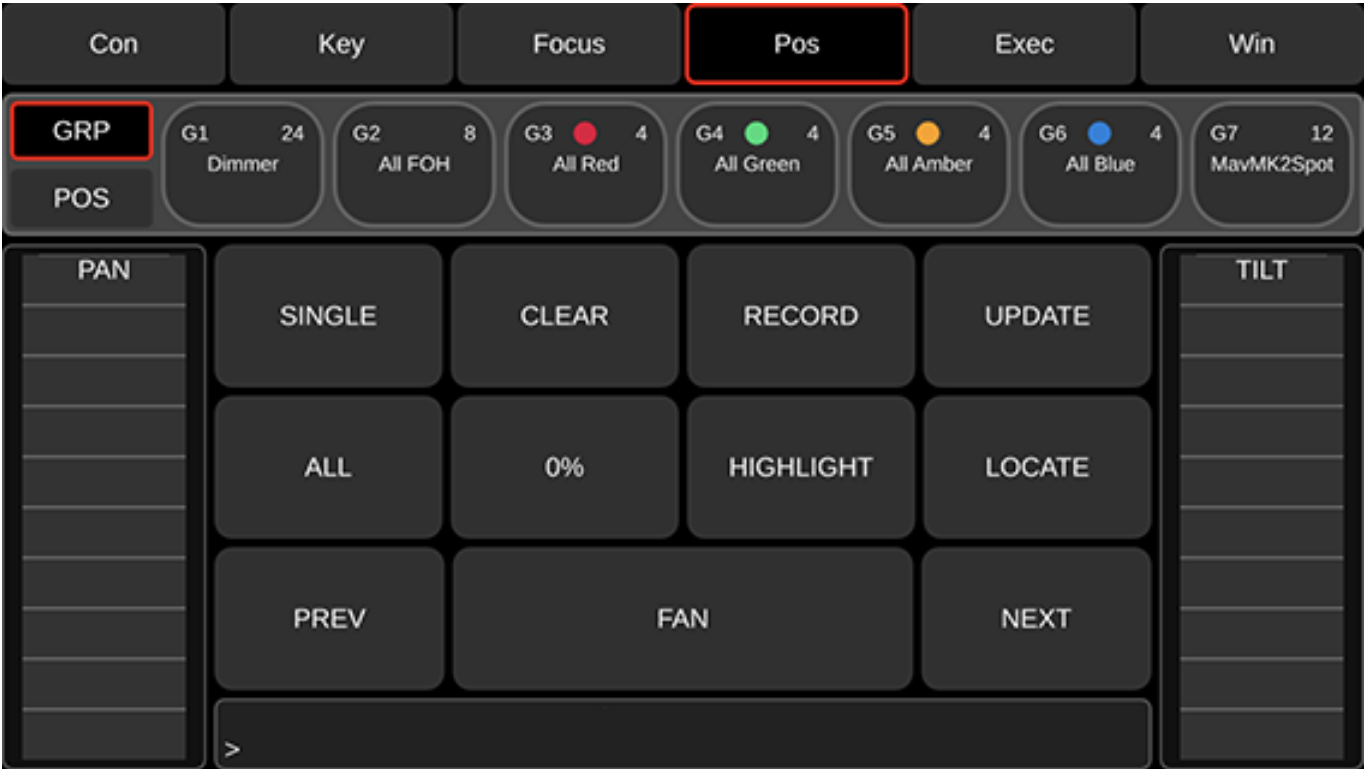 Con Key Focus Pos Exec Win
GRP
POS
G1 24
Dimmer
G2 8
All FOH
G3 4
All Red
G4 4
All Green
G5 4
All Amber
G6 4
All Blue
G7 12
MavMK2Spot
PAN
SINGLE CLEAR RECORD UPDATE
ALL 0% HIGHLIGHT LOCATE
PREV FAN NEXT
>
TILT